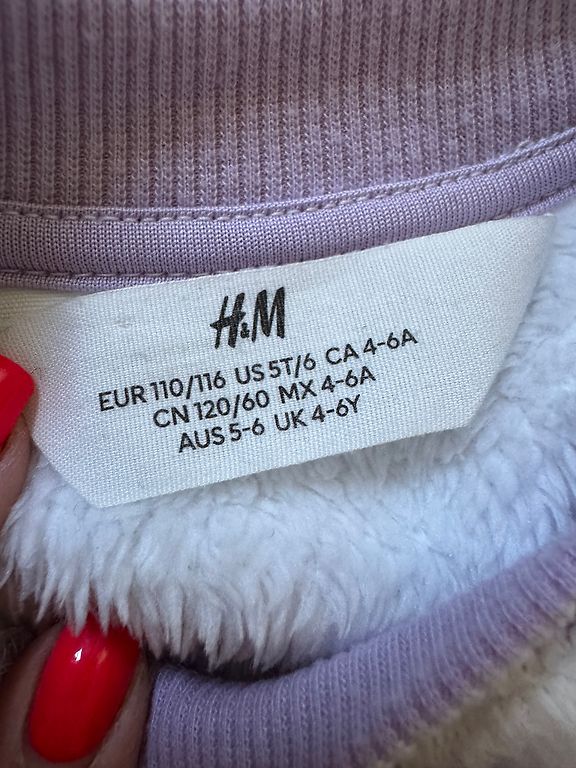 H&M
EUR 110/116 US 5T/6 CA 4-6A
CN 120/60 MX 4-6A
AUS 5-6 UK 4-6Y